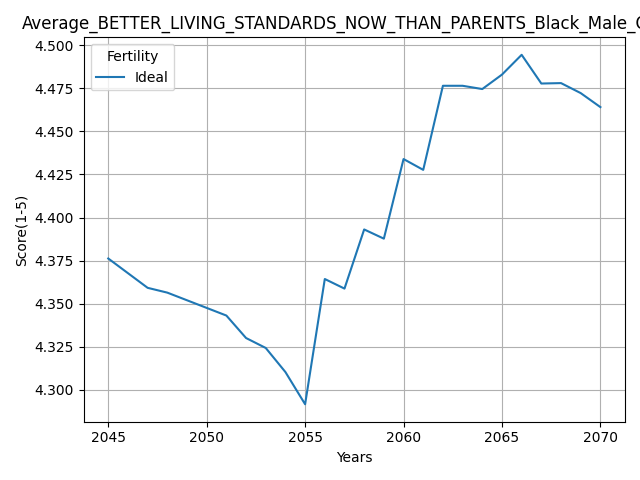 Average_BETTER_LIVING_STANDARDS_NOW_THAN_PARENTS_Black_Male_
Fertility
Ideal
4.500
4.475
4.450
4.425
4.400
4.375
4.350
4.325
4.300
Score(1-5)
2045 2050 2055 2060 2065 2070
Years